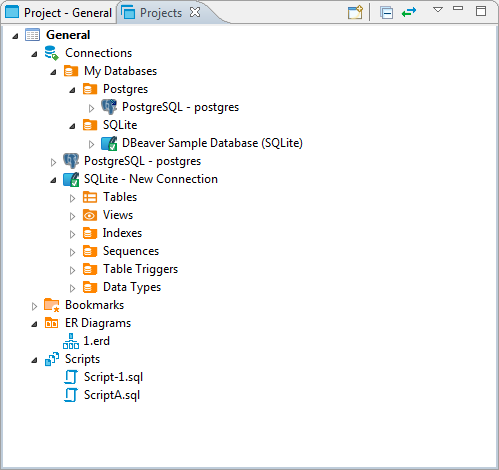 Project - General Projects
General
Connections
My Databases
Postgres
PostgreSQL - postgres
SQLite
DBeaver Sample Database (SQLite)
PostgreSQL - postgres
SQLite - New Connection
Tables
Views
Indexes
Sequences
Table Triggers
Data Types
Bookmarks
ER Diagrams
1.erd
Scripts
Script-1.sql
ScriptA.sql